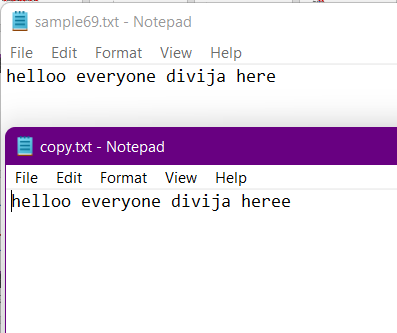 sample69.txt - Notepad
File Edit Format View Help
helloo everyone divija here
copy.txt - Notepad
File Edit Format View Help
helloo everyone divija heree